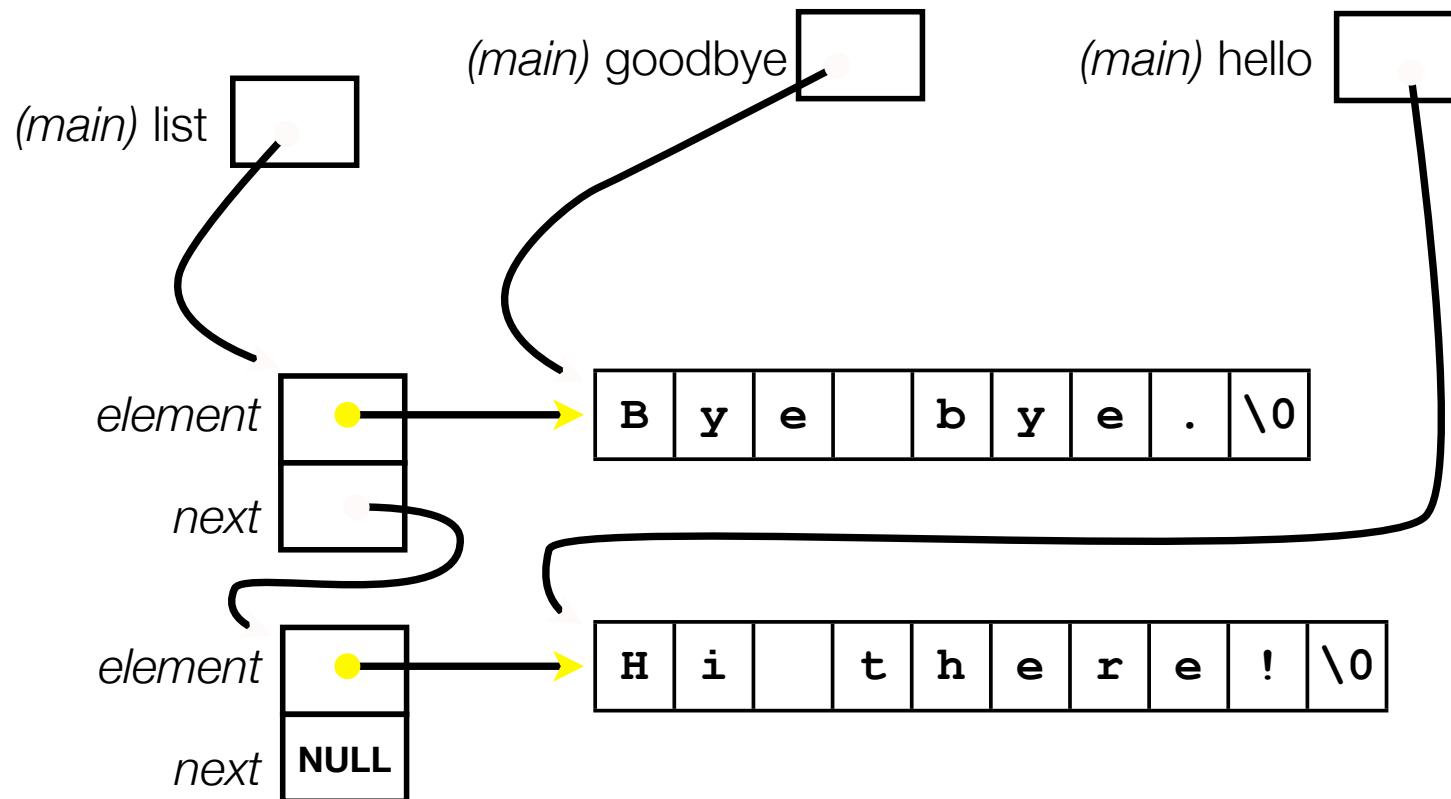 (main) goodbye
(main) hello
(main) list
element
B y e b y e . \0
next
element
H i t h e r e ! \0
next NULL